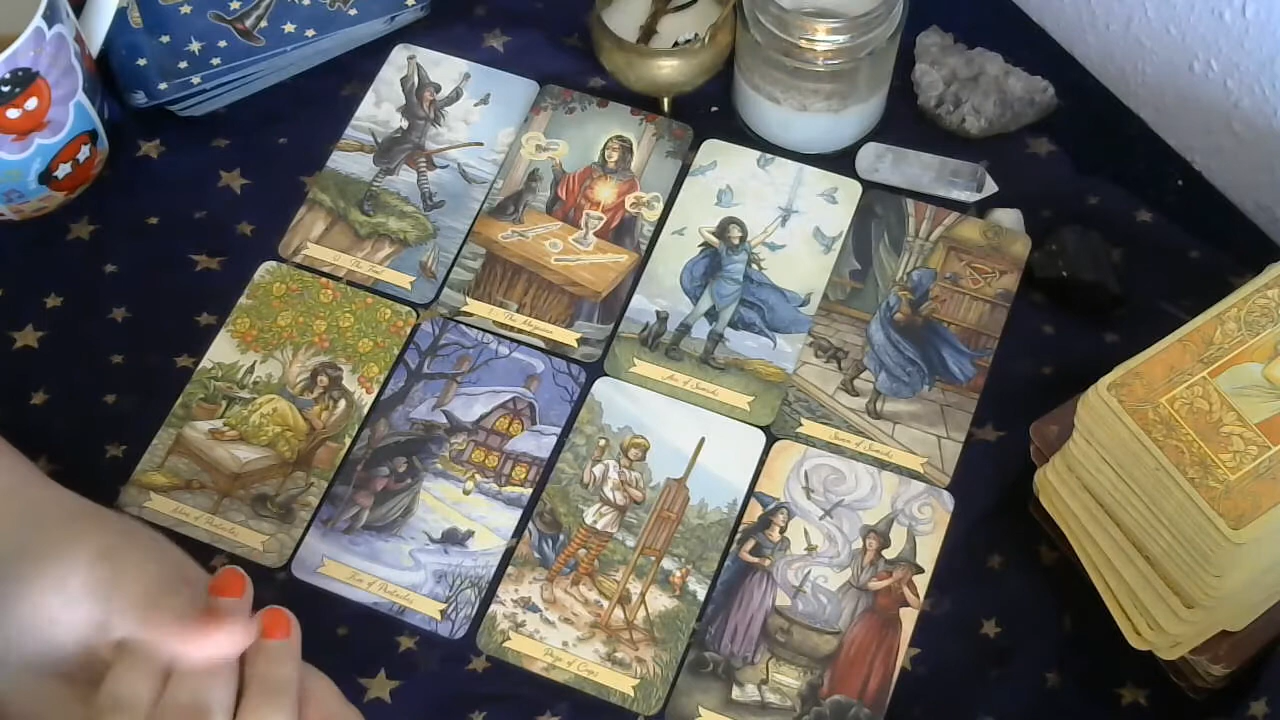 0 The Fool
I The Magician
Ace of Swords
Seven of Swords
Nine of Pentacles
Five of Pentacles
Page of Cups